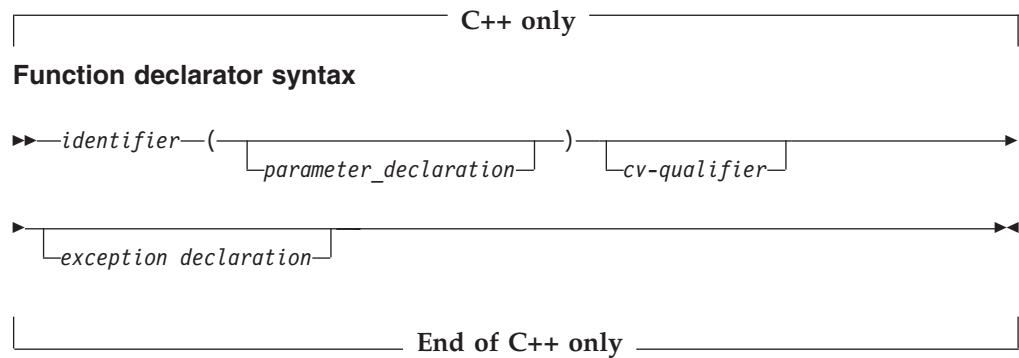 C++ only
Function declarator syntax
identifier ( ) 
parameter_declaration cv-qualifier
exception declaration
End of C++ only